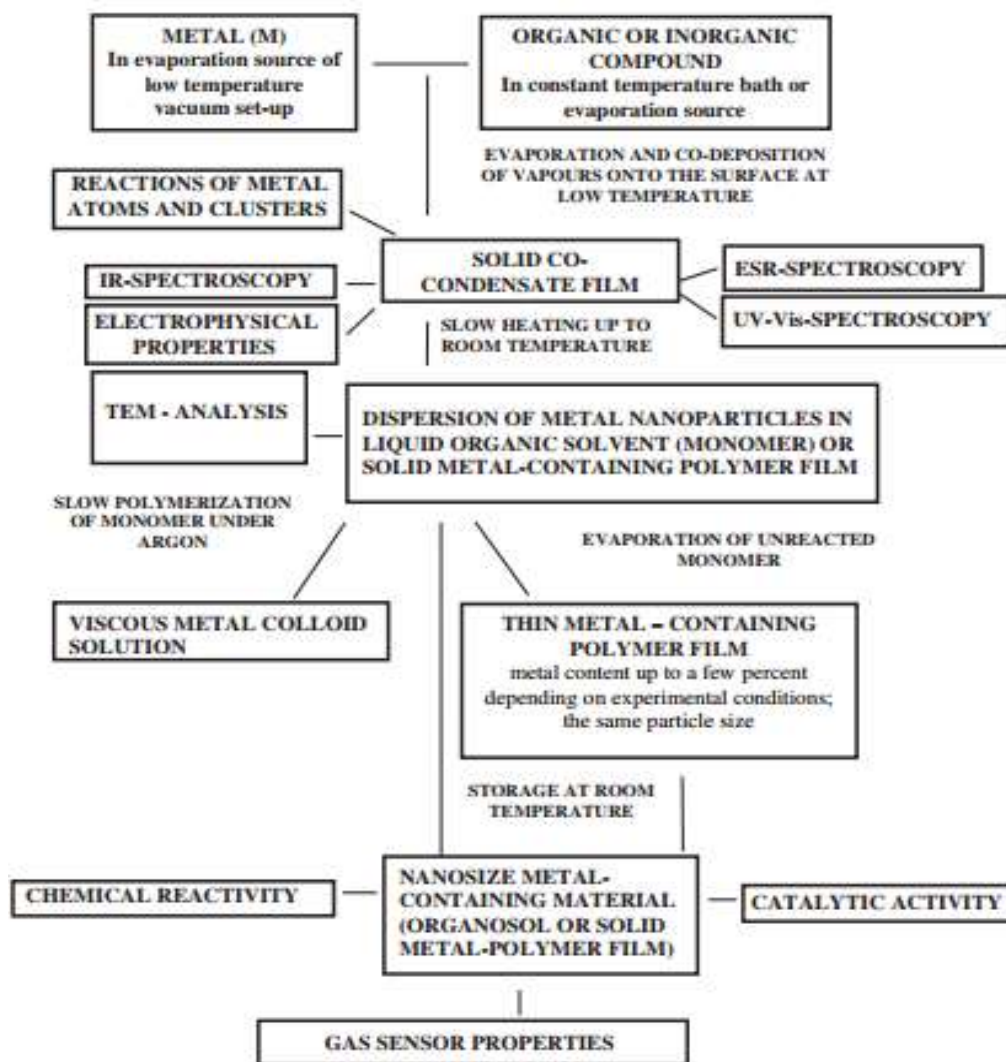 METAL (M)
In evaporation source of
low temperature
vacuum set-up
ORGANIC OR INORGANIC
COMPOUND
In constant temperature bath or
evaporation source
EVAPORATION AND CO-DEPOSITION
OF VAPOURS ONTO THE SURFACE AT
LOW TEMPERATURE
REACTIONS OF METAL
ATOMS AND CLUSTERS
SOLID CO-
CONDENSATE FILM
IR-SPECTROSCOPY
ESR-SPECTROSCOPY
ELECTROPHYSICAL
PROPERTIES
UV-Vis-SPECTROSCOPY
SLOW HEATING UP TO
ROOM TEMPERATURE
TEM - ANALYSIS
DISPERSION OF METAL NANOPARTICLES IN
LIQUID ORGANIC SOLVENT (MONOMER) OR
SOLID METAL-CONTAINING POLYMER FILM
SLOW POLYMERIZATION
OF MONOMER UNDER
ARGON
EVAPORATION OF UNREACTED
MONOMER
VISCOUS METAL COLLOID
SOLUTION
THIN METAL – CONTAINING
POLYMER FILM
metal content up to a few percent
depending on experimental conditions;
the same particle size
STORAGE AT ROOM
TEMPERATURE
CHEMICAL REACTIVITY
NANOSIZE METAL-
CONTAINING MATERIAL
(ORGANOSOL OR SOLID
METAL-POLYMER FILM)
CATALYTIC ACTIVITY
GAS SENSOR PROPERTIES